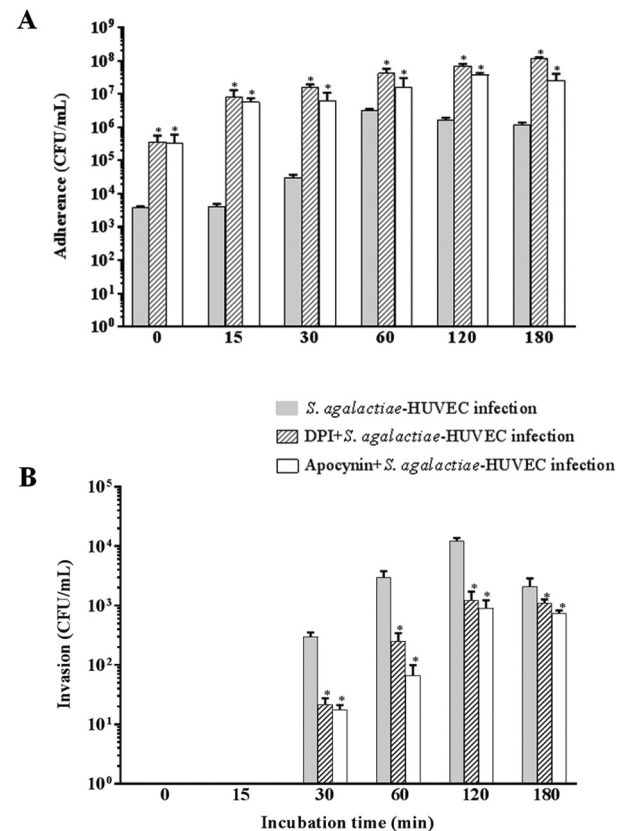 A
10⁹
10⁸
10⁷
10⁶
10⁵
10⁴
10³
10²
10¹
10⁰
Adherence (CFU/mL)
* * * * * * * * * * * *
0 15 30 60 120 180
S. agalactiae-HUVEC infection
DPI+S. agalactiae-HUVEC infection
Apocynin+S. agalactiae-HUVEC infection
B
10⁵
10⁴
10³
10²
10¹
10⁰
Invasion (CFU/mL)
* * * * * * * *
0 15 30 60 120 180
Incubation time (min)